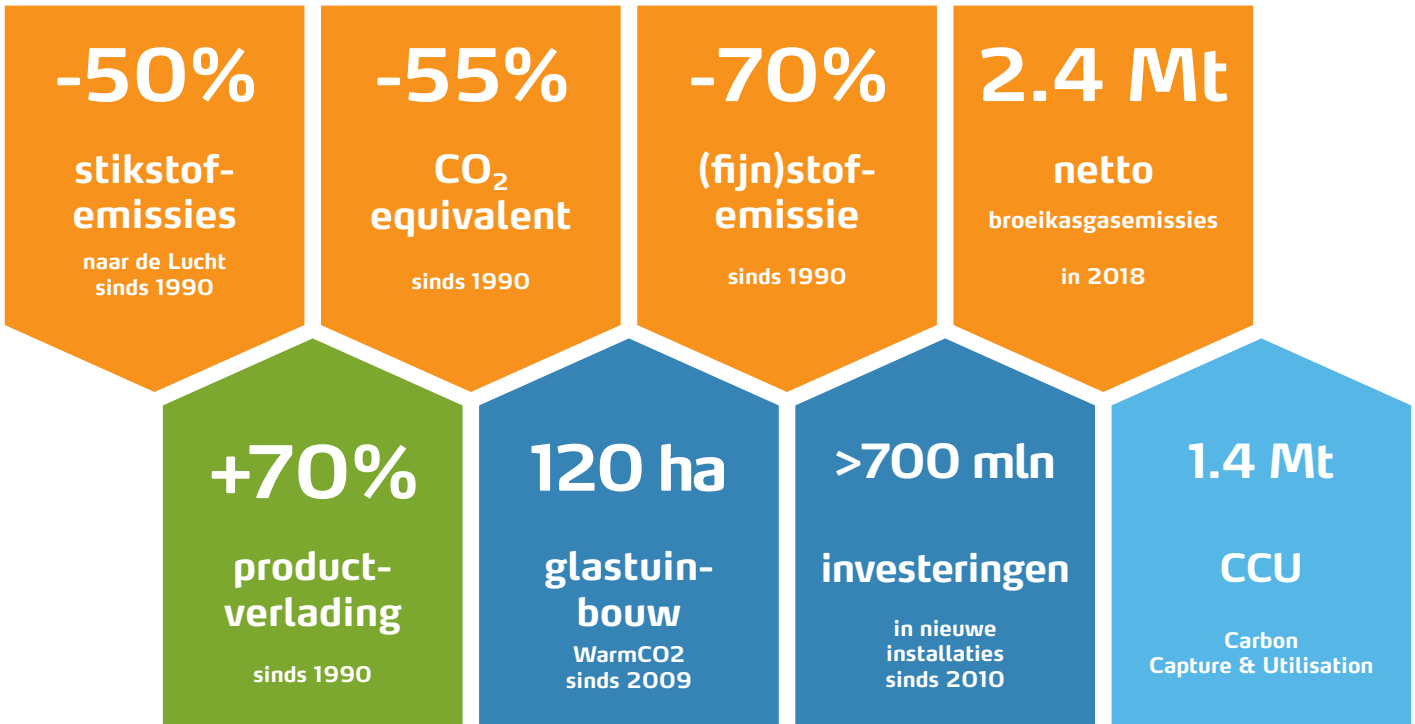 -50%
stikstof-
emissies
naar de Lucht
sinds 1990
-55%
CO₂
equivalent
sinds 1990
-70%
(fijn)stof-
emissie
sinds 1990
2.4 Mt
netto
broeikasgasemissies
in 2018
+70%
product-
verlading
sinds 1990
120 ha
glastuin-
bouw
WarmCO2
sinds 2009
>700 mln
investeringen
in nieuwe
installaties
sinds 2010
1.4 Mt
CCU
Carbon
Capture & Utilisation